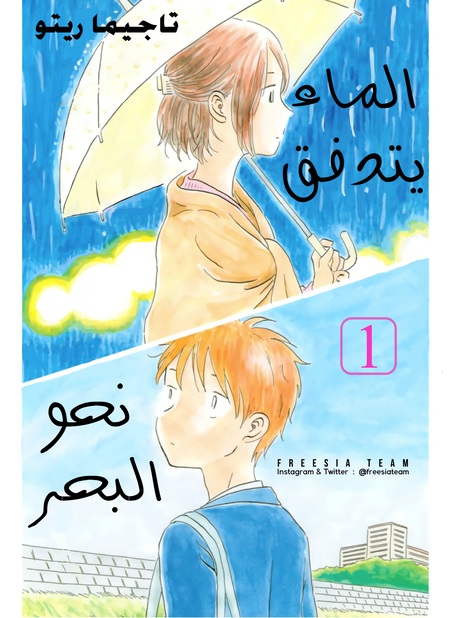 تاجيما ريتو
الماء
يتدفق
1
نحو
البحر
FREESIA TEAM
Instagram & Twitter : @freesiateam